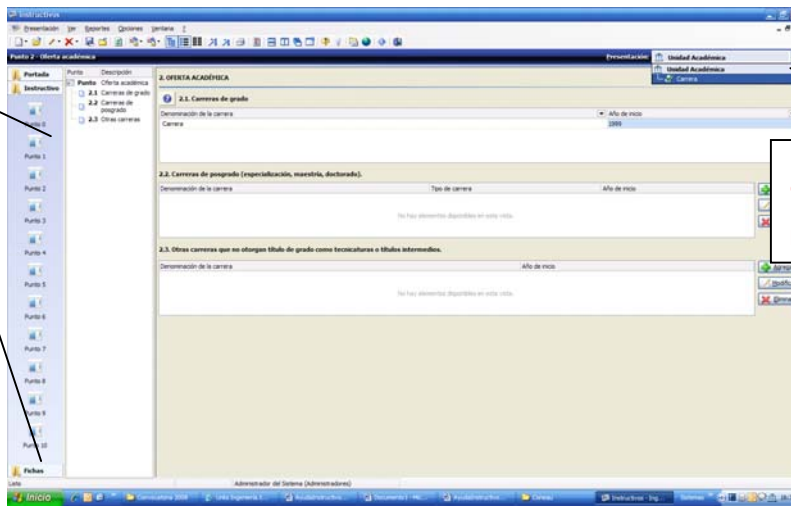 Instructivos
Presentación Ver Reportes Opciones Ventana ?
Punto 2 - Oferta académica
Presentación: Unidad Académica
Unidad Académica
Carrera
Portada
Instructivo
Punto 0
Punto 1
Punto 2
Punto 3
Punto 4
Punto 5
Punto 6
Punto 7
Punto 8
Punto 9
Punto 10
Fichas
Punto Descripción
Punto Oferta académica
2.1 Carreras de grado
2.2 Carreras de
posgrado
2.3 Otras carreras
2. OFERTA ACADÉMICA
2.1. Carreras de grado
Denominación de la carrera Año de inicio
Carrera 1999
2.2. Carreras de posgrado (especialización, maestría, doctorado).
Denominación de la carrera Tipo de carrera Año de inicio
No hay elementos disponibles en esta vista.
2.3. Otras carreras que no otorgan título de grado como tecnicaturas o títulos intermedios.
Denominación de la carrera Año de inicio
No hay elementos disponibles en esta vista.
Listo Administrador del Sistema (Administradores)
Inicio